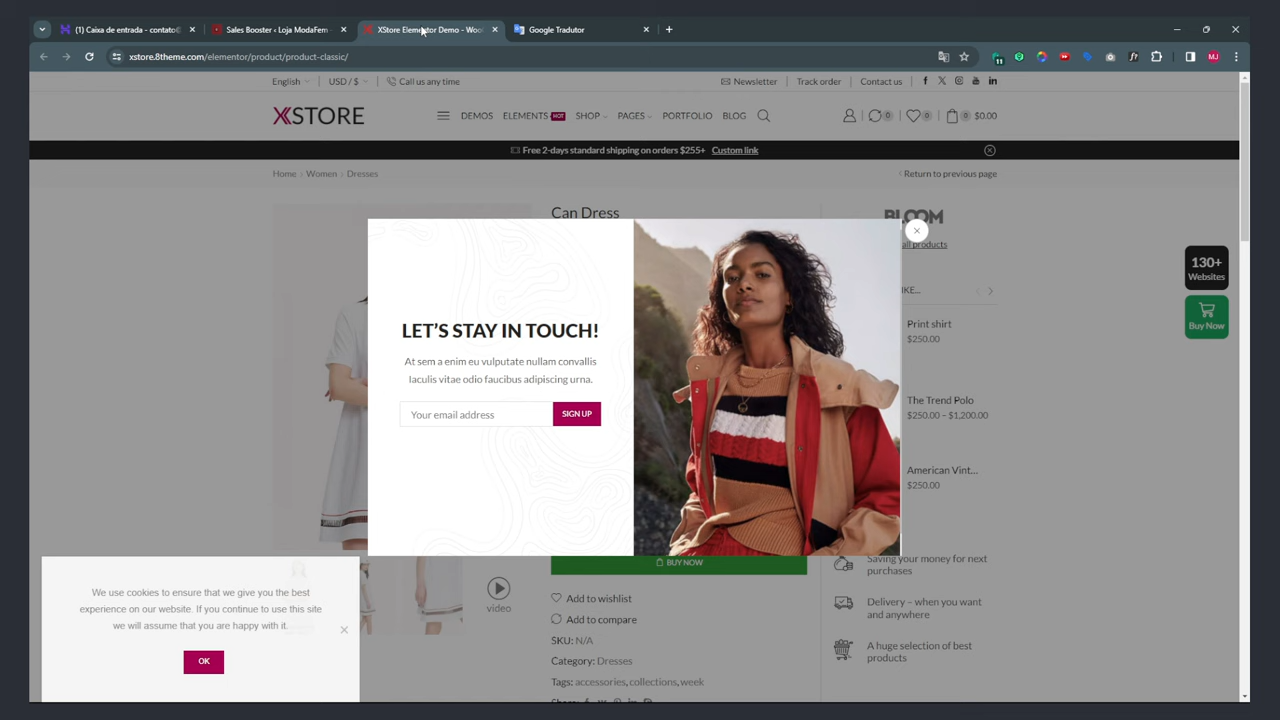 (1) Caixa de entrada - contato@
Sales Booster ‹ Loja ModaFem
XStore Elementor Demo - Woo
Google Tradutor
xstore.8theme.com/elementor/product/product-classic/
11
MJ
English
USD / $
Call us any time
Newsletter
Track order
Contact us
XSTORE
DEMOS
ELEMENTS HOT
SHOP
PAGES
PORTFOLIO
BLOG
0
0
0
$0.00
Free 2-days standard shipping on orders $255+ Custom link
Home
Women
Dresses
Return to previous page
Can Dress
BLOOM
all products
130+
Websites
Buy Now
Print shirt
$250.00
The Trend Polo
$250.00 – $1,200.00
American Vint...
$250.00
LET'S STAY IN TOUCH!
At sem a enim eu vulputate nullam convallis
Iaculis vitae odio faucibus adipiscing urna.
Your email address
SIGN UP
BUY NOW
Saving your money for next
purchases
Delivery – when you want
and anywhere
A huge selection of best
products
video
Add to wishlist
Add to compare
SKU: N/A
Category: Dresses
Tags: accessories, collections, week
Share:
We use cookies to ensure that we give you the best
experience on our website. If you continue to use this site
we will assume that you are happy with it.
OK